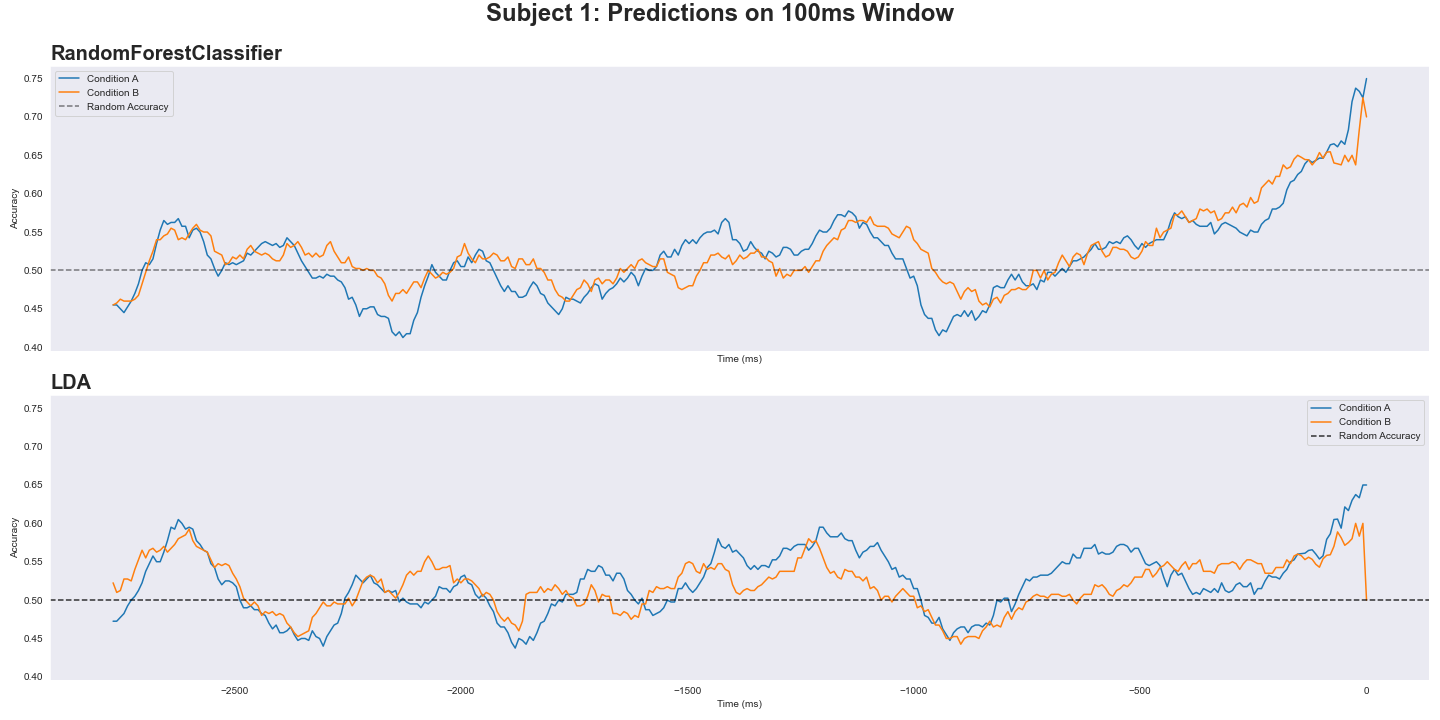 Subject 1: Predictions on 100ms Window
RandomForestClassifier
0.75
0.70
0.65
0.60
0.55
0.50
0.45
0.40
Accuracy
Condition A
Condition B
Random Accuracy
Time (ms)
LDA
0.75
0.70
0.65
0.60
0.55
0.50
0.45
0.40
Accuracy
Condition A
Condition B
Random Accuracy
−2500 −2000 −1500 −1000 −500 0
Time (ms)